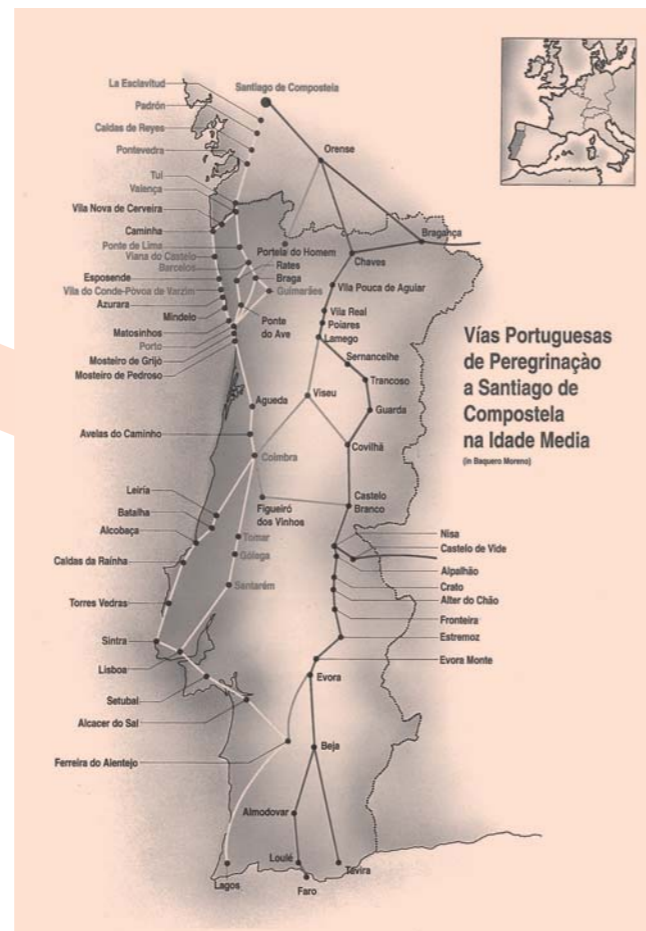 La Esclavitud
Santiago de Compostela
Padrón
Caldas de Reyes
Orense
Pontevedra
Tui
Valença
Vila Nova de Cerveira
Bragança
Caminha
Ponte de Lima
Portela do Homem
Chaves
Viana do Castelo
Barcelos
Rates
Esposende
Braga
Vila Pouca de Aguiar
Vila do Conde-Pòvoa de Varzim
Guimarães
Azurara
Mindelo
Vila Real
Ponte
do Ave
Poiares
Matosinhos
Lamego
Porto
Sernancelhe
Mosteiro de Grijò
Mosteiro de Pedroso
Trancoso
Vías Portuguesas
de Peregrinaçào
a Santiago de
Compostela
na Idade Media
(in Baquero Moreno)
Agueda
Viseu
Guarda
Avelas do Caminho
Covilhã
Coimbra
Leiria
Castelo
Branco
Figueiró
dos Vinhos
Batalha
Alcobaça
Nisa
Tomar
Castelo de Vide
Caldas da Raínha
Gólega
Alpalhão
Crato
Santarém
Alter do Chão
Torres Vedras
Fronteira
Sintra
Estremoz
Lisboa
Evora Monte
Evora
Setubal
Alcacer do Sal
Beja
Ferreira do Alentejo
Almodovar
Loulé
Tavira
Lagos
Faro